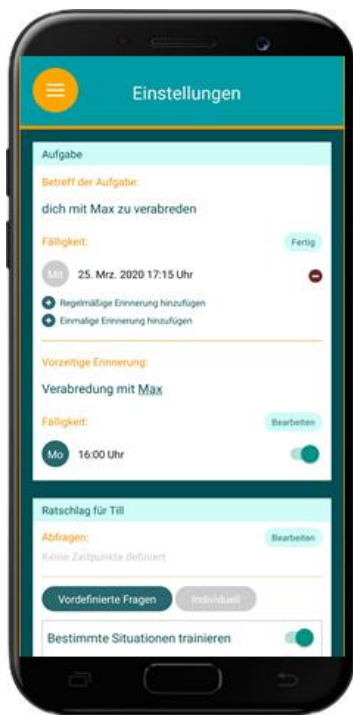 Einstellungen
Aufgabe
Betreff der Aufgabe:
dich mit Max zu verabreden
Fälligkeit:
Fertig
Mi
25. Mrz. 2020 17:15 Uhr
Regelmäßige Erinnerung hinzufügen
Einmalige Erinnerung hinzufügen
Vorzeitige Erinnerung:
Verabredung mit Max
Fälligkeit:
Bearbeiten
Mo
16:00 Uhr
Ratschlag für Till
Abfragen:
Bearbeiten
Keine Zeitpunkte definiert
Vordefinierte Fragen
Individuell
Bestimmte Situationen trainieren